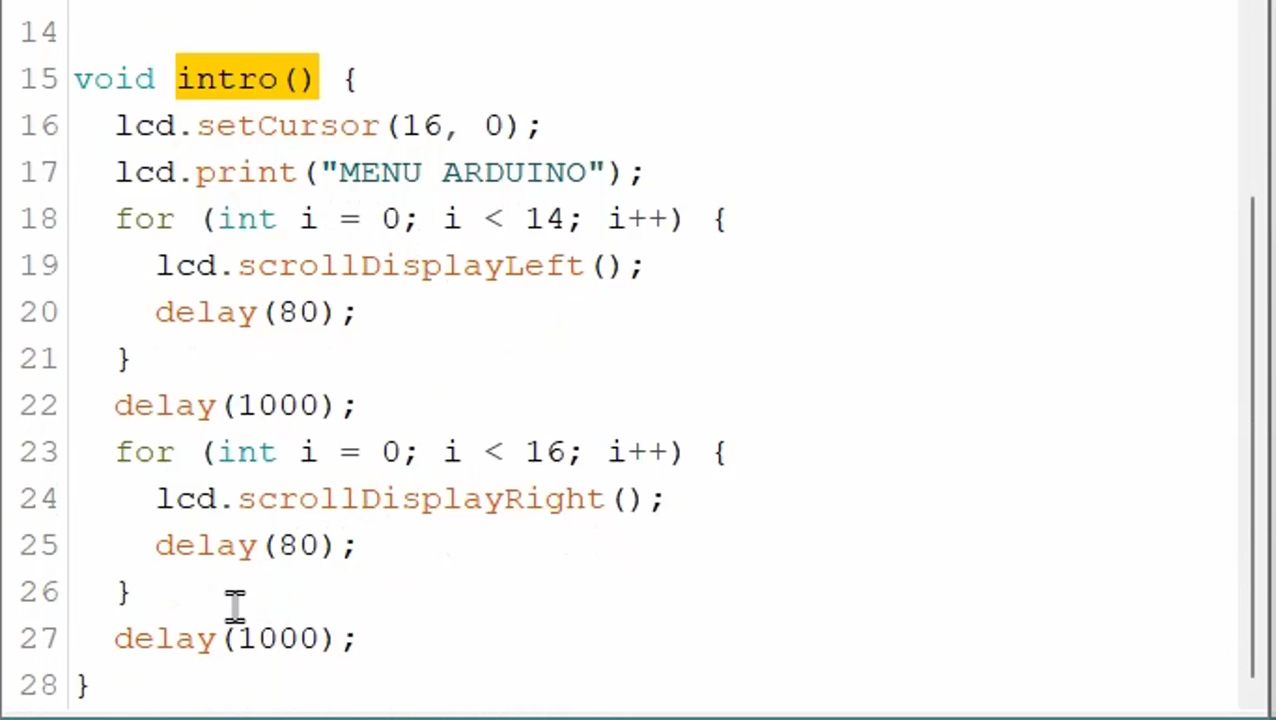 14
15 void intro() {
16 lcd.setCursor(16, 0);
17 lcd.print("MENU ARDUINO");
18 for (int i = 0; i < 14; i++) {
19 lcd.scrollDisplayLeft();
20 delay(80);
21 }
22 delay(1000);
23 for (int i = 0; i < 16; i++) {
24 lcd.scrollDisplayRight();
25 delay(80);
26 }
27 delay(1000);
28 }